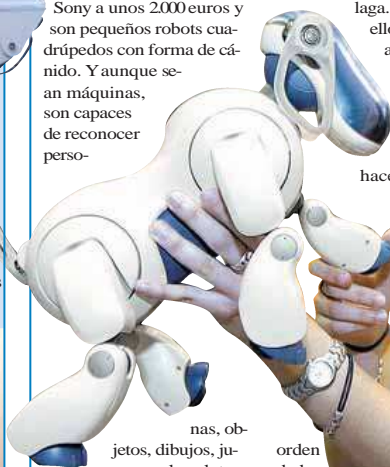 Sony a unos 2.000 euros y
son pequeños robots cua-
drúpedos con forma de cá-
nido. Y aunque se-
an máquinas,
son capaces
de reconocer
perso-
nas, ob-
jetos, dibujos, ju-
laga.
ello
a
hace
orden